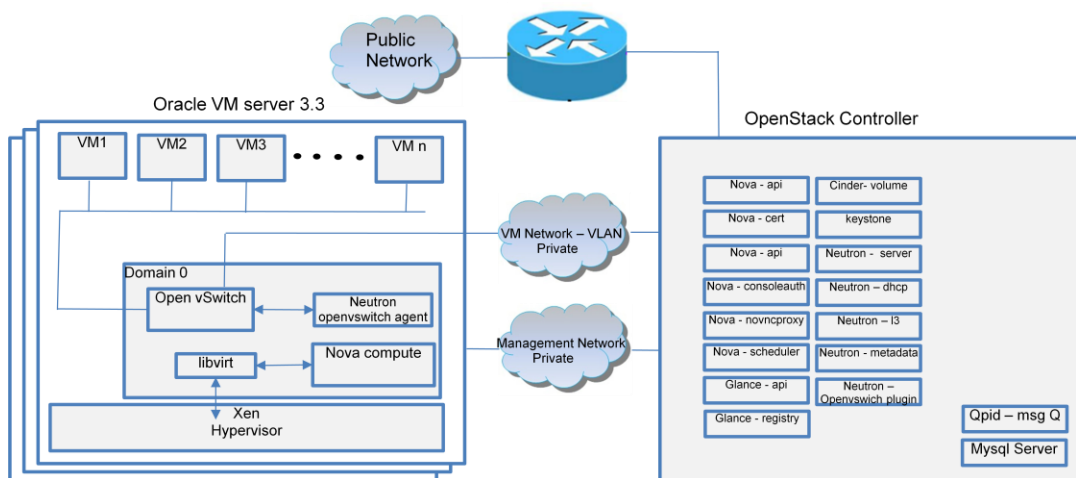 Public
Network
Oracle VM server 3.3
OpenStack Controller
VM1
VM2
VM3
VM n
VM Network – VLAN
Private
Domain 0
Open vSwitch
Neutron
openvswitch agent
libvirt
Nova compute
Xen
Hypervisor
Management Network
Private
Nova - api
Cinder- volume
Nova - cert
keystone
Nova - api
Neutron - server
Nova - consoleauth
Neutron – dhcp
Nova - novncproxy
Neutron – l3
Nova - scheduler
Neutron - metadata
Glance - api
Neutron –
Openvswich plugin
Glance - registry
Qpid – msg Q
Mysql Server